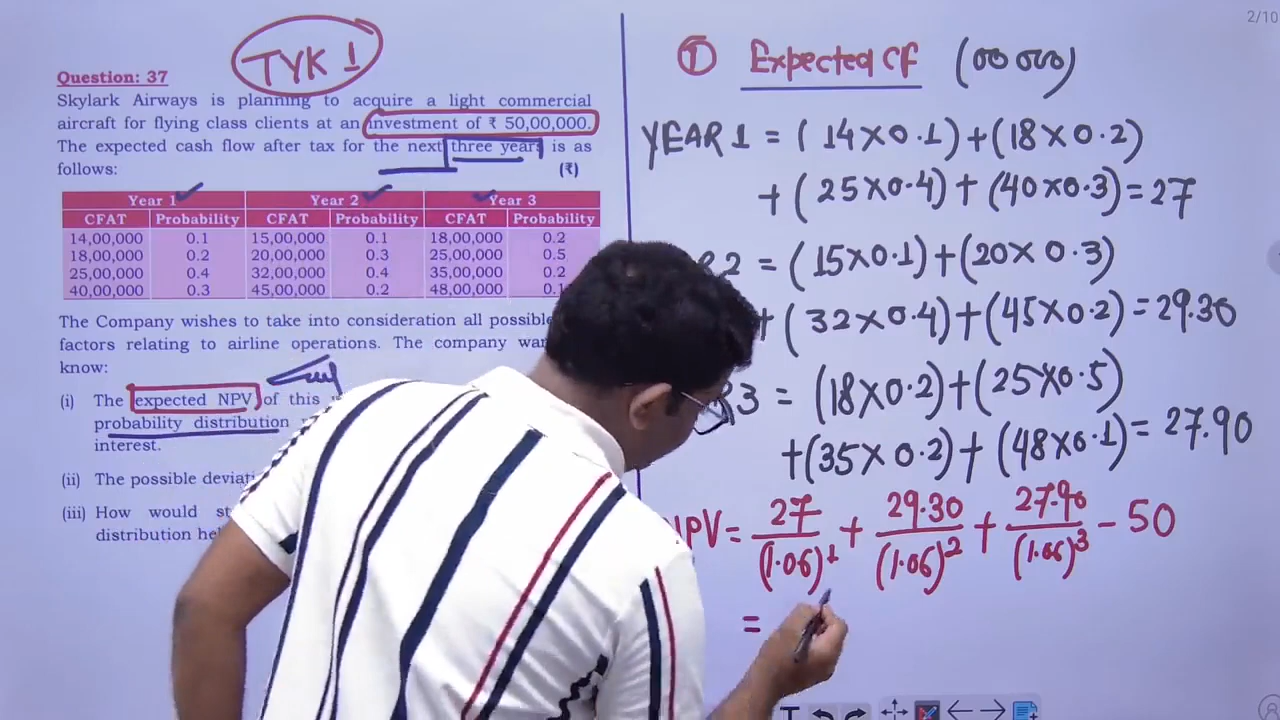 2/10
TYK 1
Question: 37
Skylark Airways is planning to acquire a light commercial
aircraft for flying class clients at an investment of ₹ 50,00,000.
The expected cash flow after tax for the next three years is as
follows: (₹)
Year 1 Year 2 Year 3
CFAT Probability CFAT Probability CFAT Probability
14,00,000 0.1 15,00,000 0.1 18,00,000 0.2
18,00,000 0.2 20,00,000 0.3 25,00,000 0.5
25,00,000 0.4 32,00,000 0.4 35,00,000 0.2
40,00,000 0.3 45,00,000 0.2 48,00,000
The Company wishes to take into consideration all possible
factors relating to airline operations. The company
know:
(i) The expected NPV of this
probability distribution
interest.
(ii) The possible
(iii) How would
distribution
① Expected CF (00 000)
YEAR 1 = (14×0.1)+(18×0.2)
+(25×0.4)+(40×0.3)=27
2 = (15×0.1)+(20×0.3)
+(32×0.4)+(45×0.2)=29.30
3 = (18×0.2)+(25×0.5)
+(35×0.2)+(48×0.1)=27.90
NPV= 27/(1.06)¹ + 29.30/(1.06)² + 27.90/(1.06)³ - 50
=